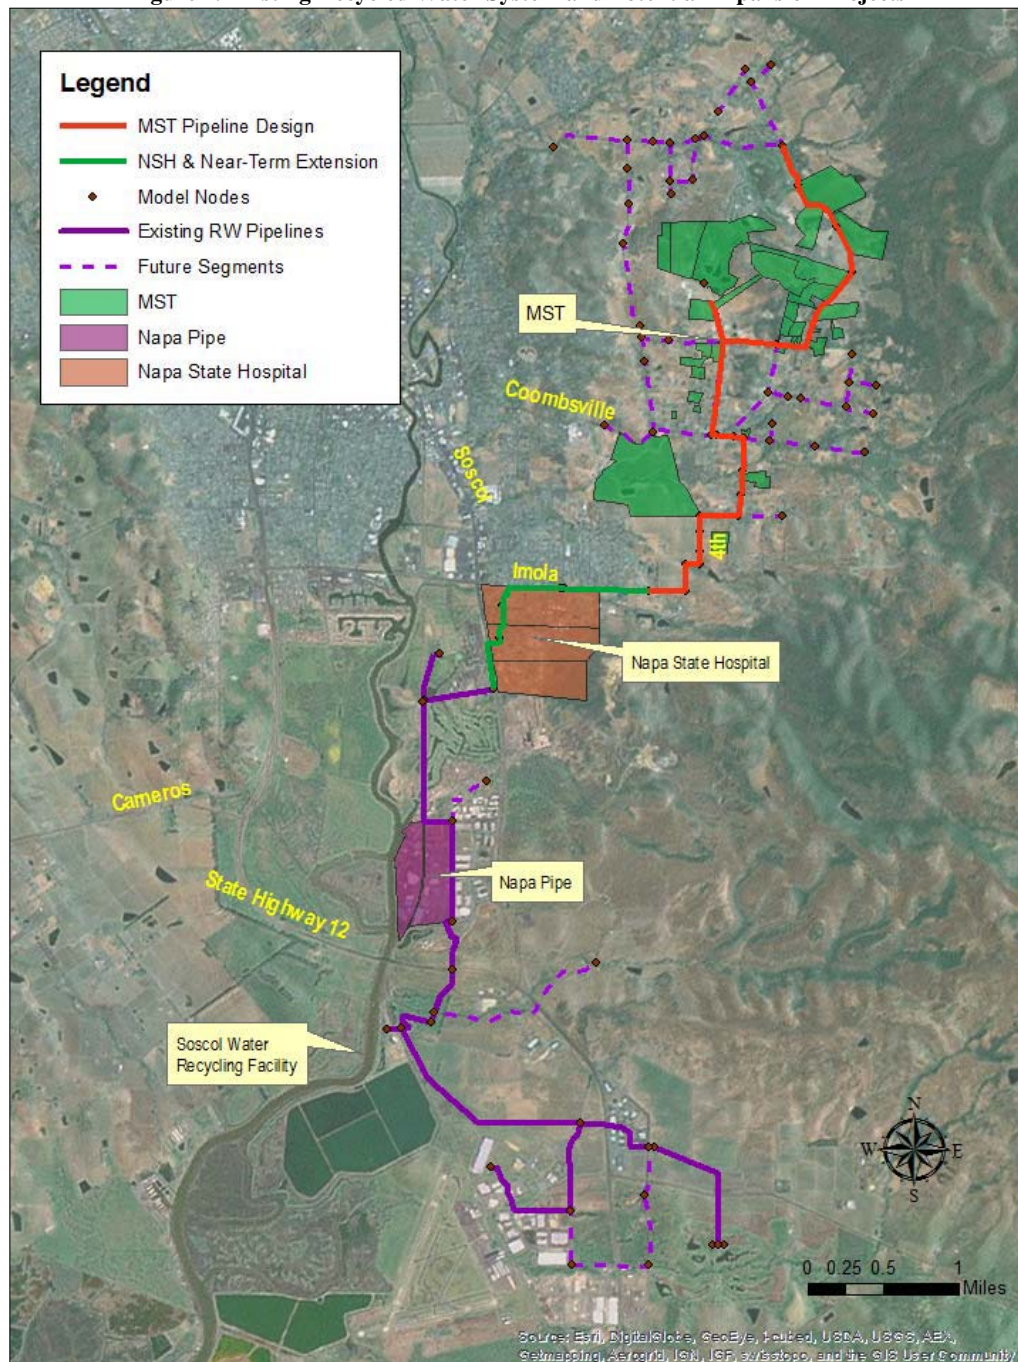 Legend
MST Pipeline Design
NSH & Near-Term Extension
Model Nodes
Existing RW Pipelines
Future Segments
MST
Napa Pipe
Napa State Hospital
MST
Coombsville
Soscol
4th
Imola
Napa State Hospital
Carneros
Napa Pipe
State Highway 12
Soscol Water
Recycling Facility
N
W E
S
0 0.25 0.5 1
Miles
Source: Esri, DigitalGlobe, GeoEye, i-cubed, USDA, USGS, AEX,
Getmapping, Aerogrid, IGN, IGP, swisstopo, and the GIS User Community